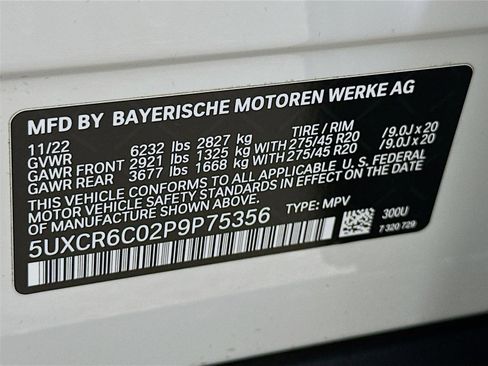 MFD BY BAYERISCHE MOTOREN WERKE AG
11/22 TIRE / RIM
GVWR 6232 lbs 2827 kg
GAWR FRONT 2921 lbs 1325 kg WITH 275/45 R20 /9.0J x 20
GAWR REAR 3677 lbs 1668 kg WITH 275/45 R20 /9.0J x 20
THIS VEHICLE CONFORMS TO ALL APPLICABLE U.S. FEDERAL
MOTOR VEHICLE SAFETY STANDARDS IN EFFECT ON THE DATE
OF MANUFACTURE SHOWN ABOVE.
5UXCR6C02P9P75356 TYPE: MPV
300U
7 320 729